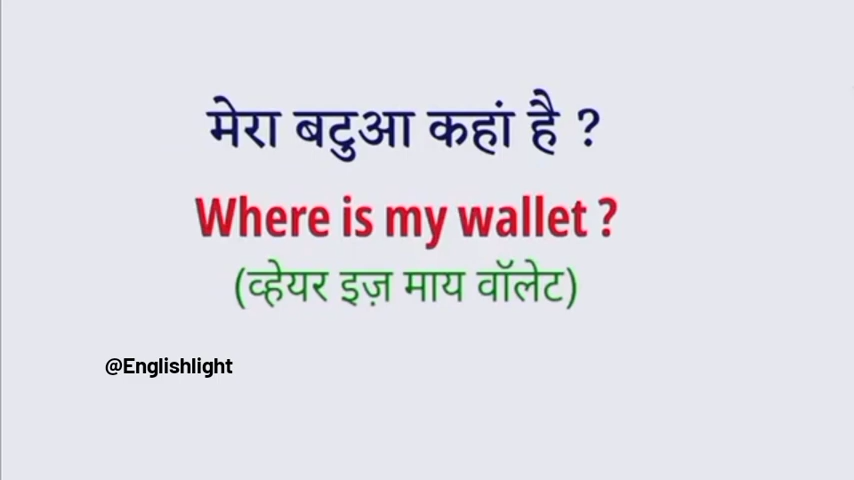 मेरा बटुआ कहां है ?
Where is my wallet ?
(व्हेयर इज़ माय वॉलेट)
@Englishlight